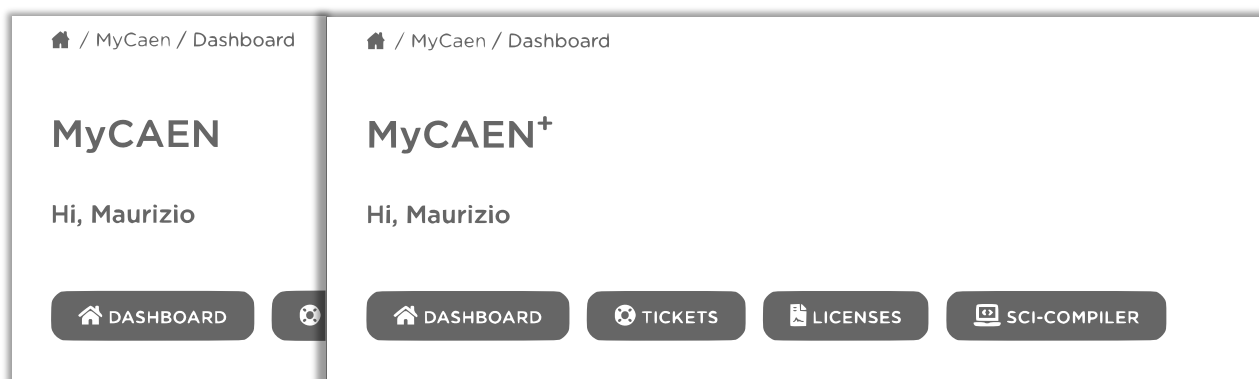 / MyCaen / Dashboard
MyCAEN
Hi, Maurizio
DASHBOARD
/ MyCaen / Dashboard
MyCAEN⁺
Hi, Maurizio
DASHBOARD TICKETS LICENSES SCI-COMPILER